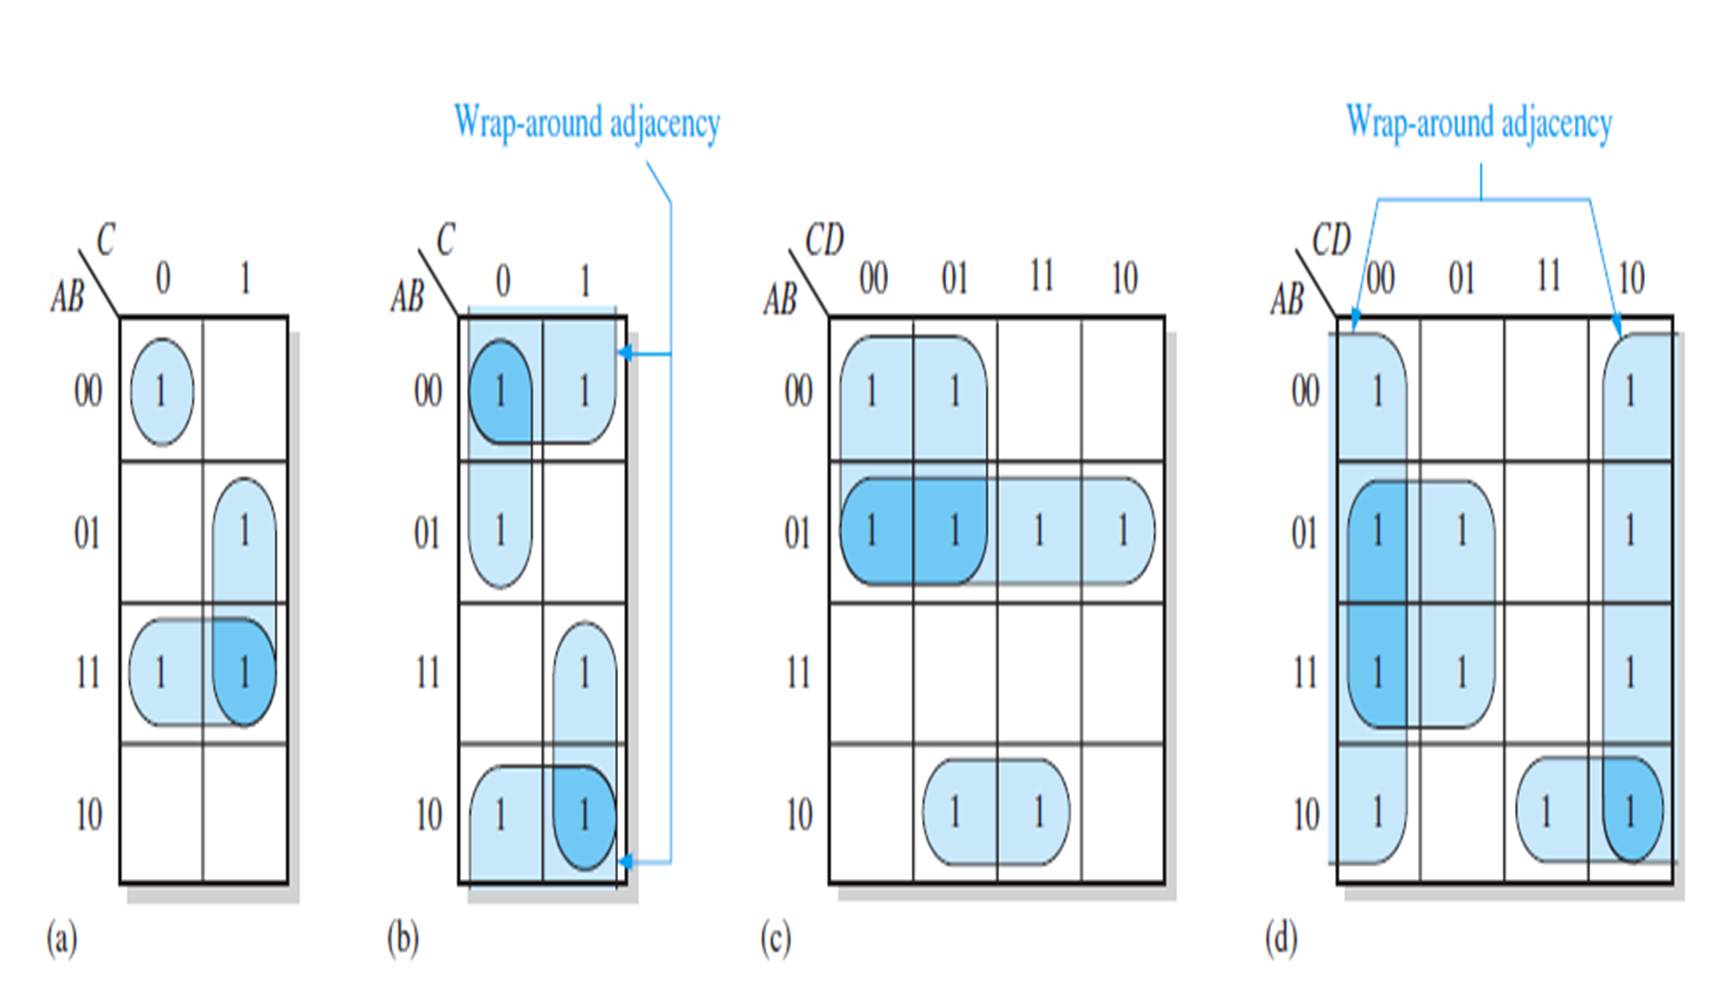 Wrap-around adjacency
Wrap-around adjacency
C
AB
0 1
00 1
01 1
11 1 1
10
(a)
C
AB
0 1
00 1 1
01 1
11 1
10 1 1
(b)
CD
AB
00 01 11 10
00 1 1
01 1 1 1 1
11
10 1 1
(c)
CD
AB
00 01 11 10
00 1 1
01 1 1 1
11 1 1 1
10 1 1 1
(d)